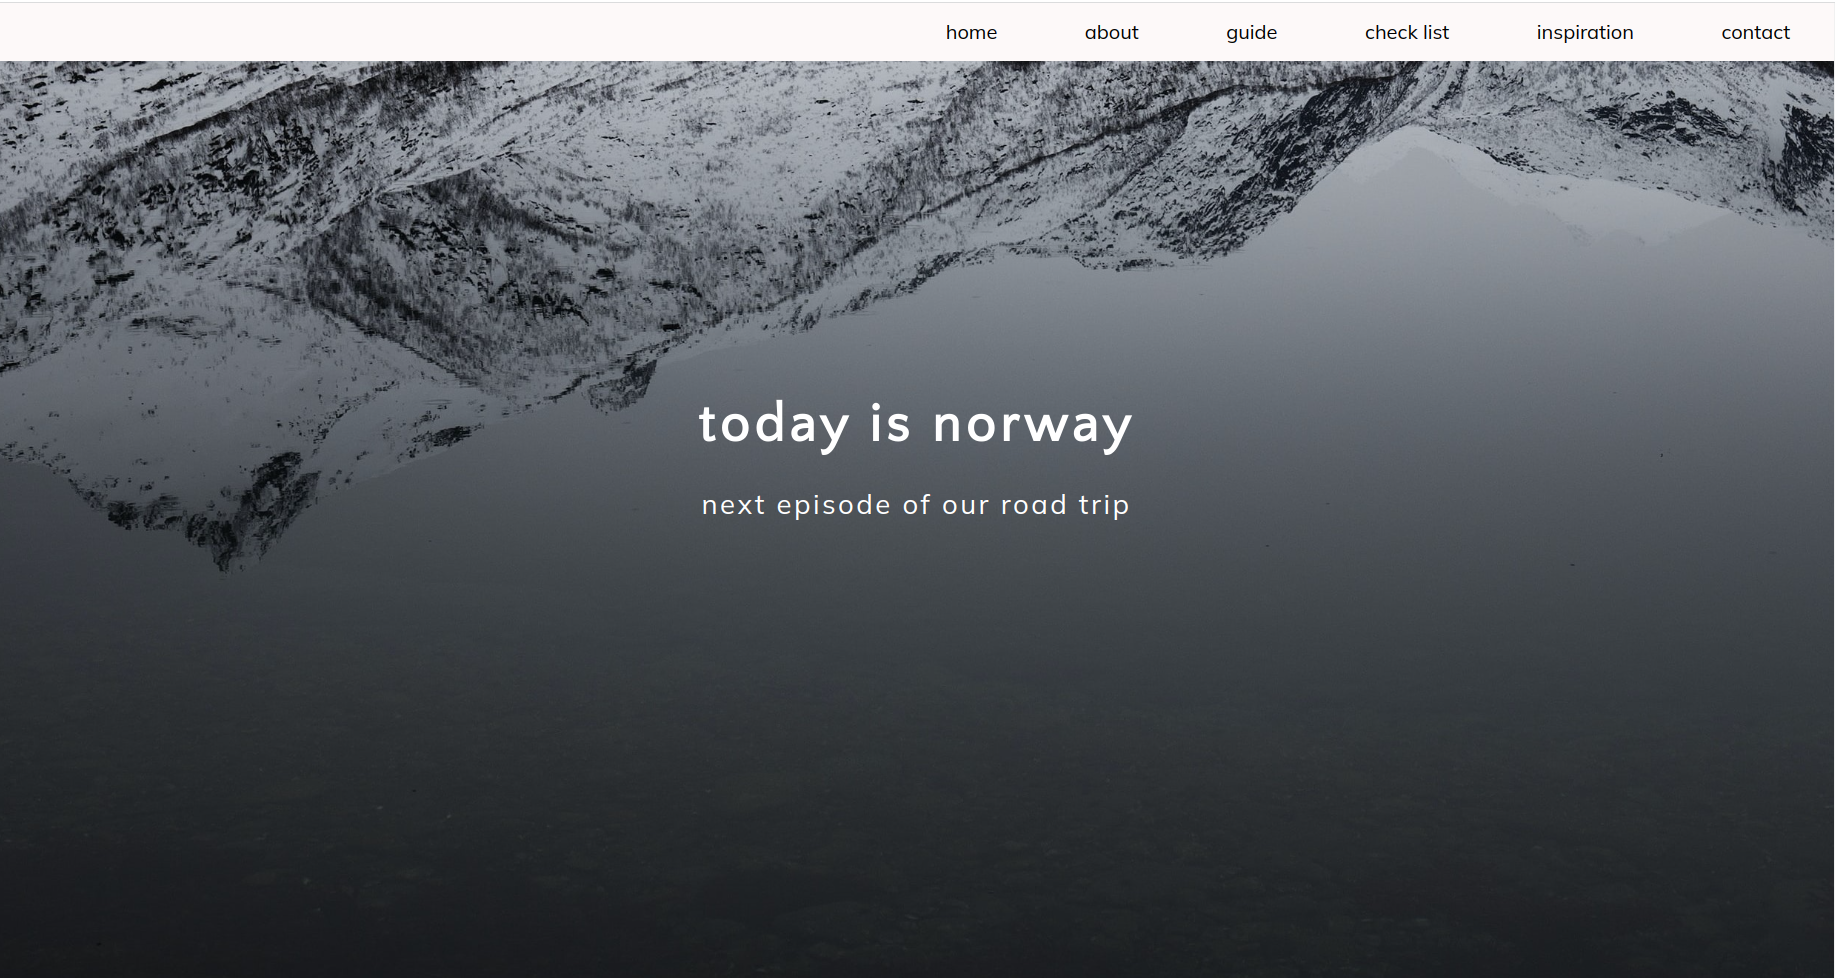 home about guide check list inspiration contact
today is norway
next episode of our road trip